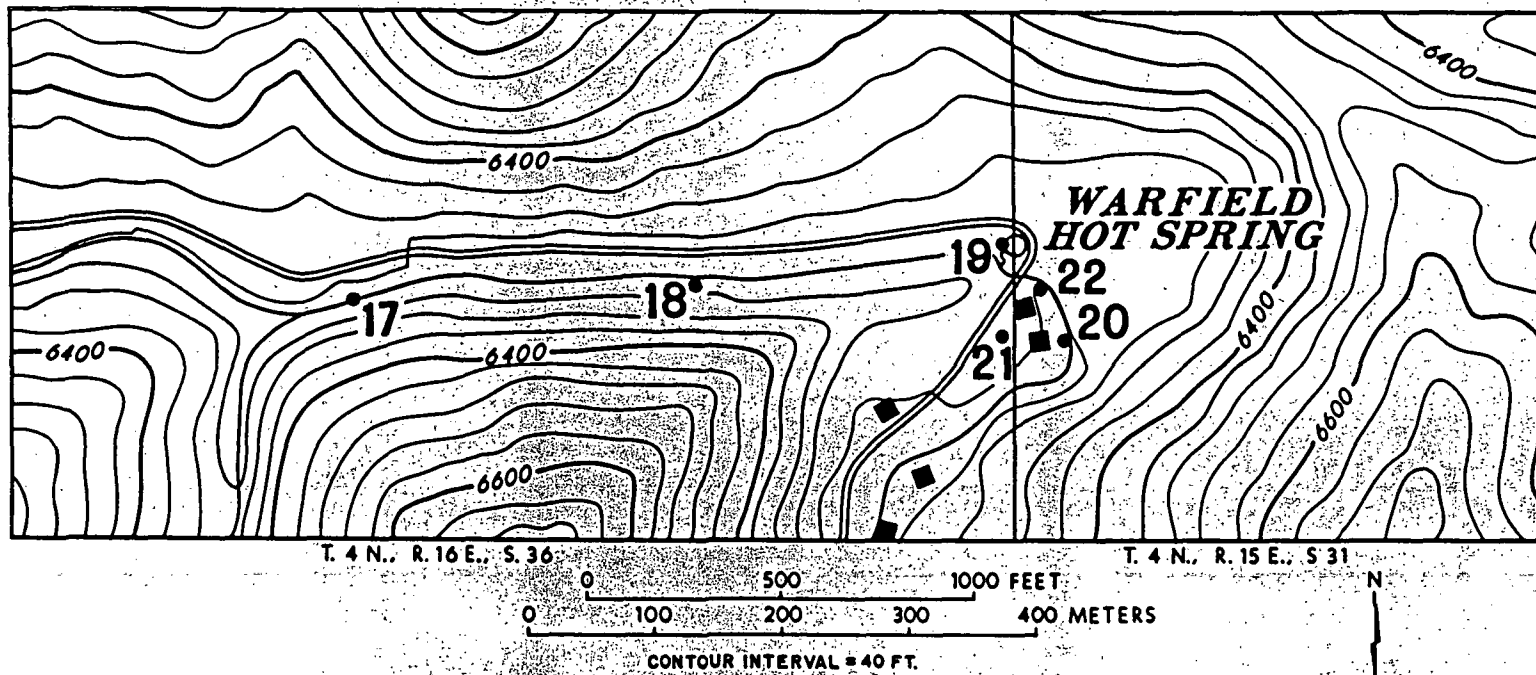 6400
6400
WARFIELD
HOT SPRING
19
22
17
18
20
21
6400
6400
6400
6600
6600
T. 4 N., R. 16 E., S. 36
T. 4 N., R. 15 E., S 31
0 500 1000 FEET
N
0 100 200 300 400 METERS
CONTOUR INTERVAL = 40 FT.